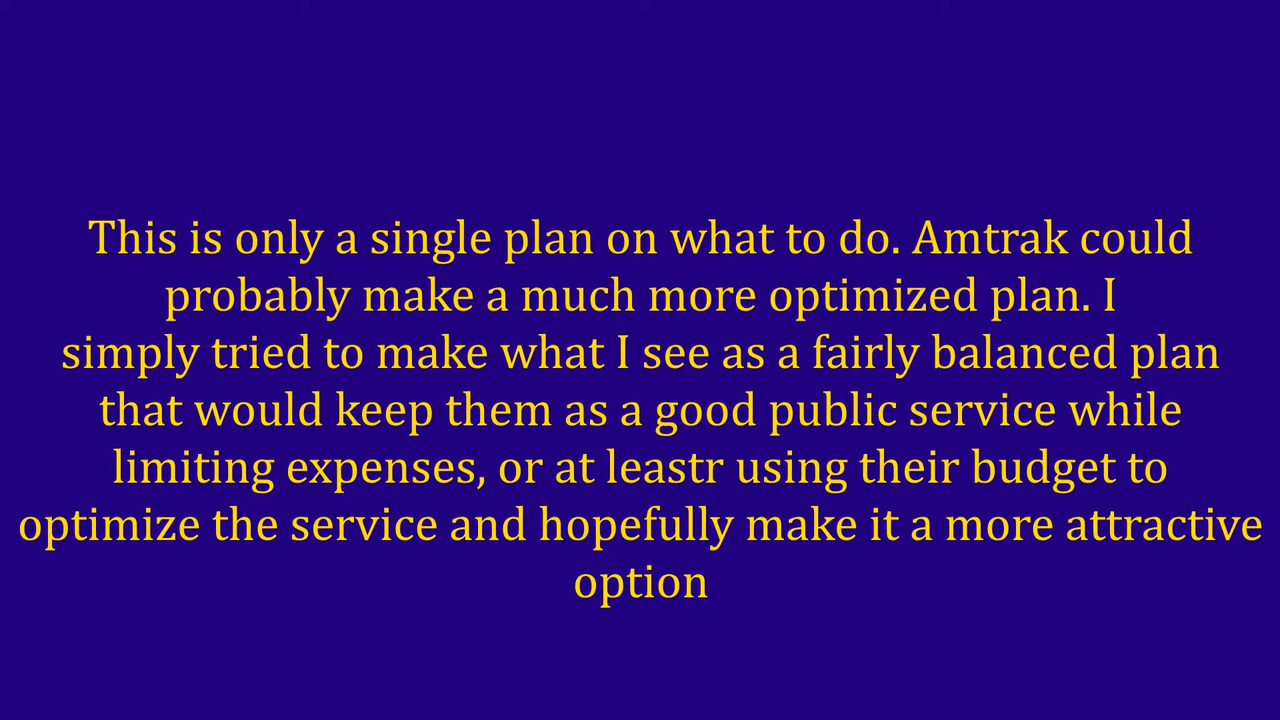 This is only a single plan on what to do. Amtrak could
probably make a much more optimized plan. I
simply tried to make what I see as a fairly balanced plan
that would keep them as a good public service while
limiting expenses, or at leastr using their budget to
optimize the service and hopefully make it a more attractive
option